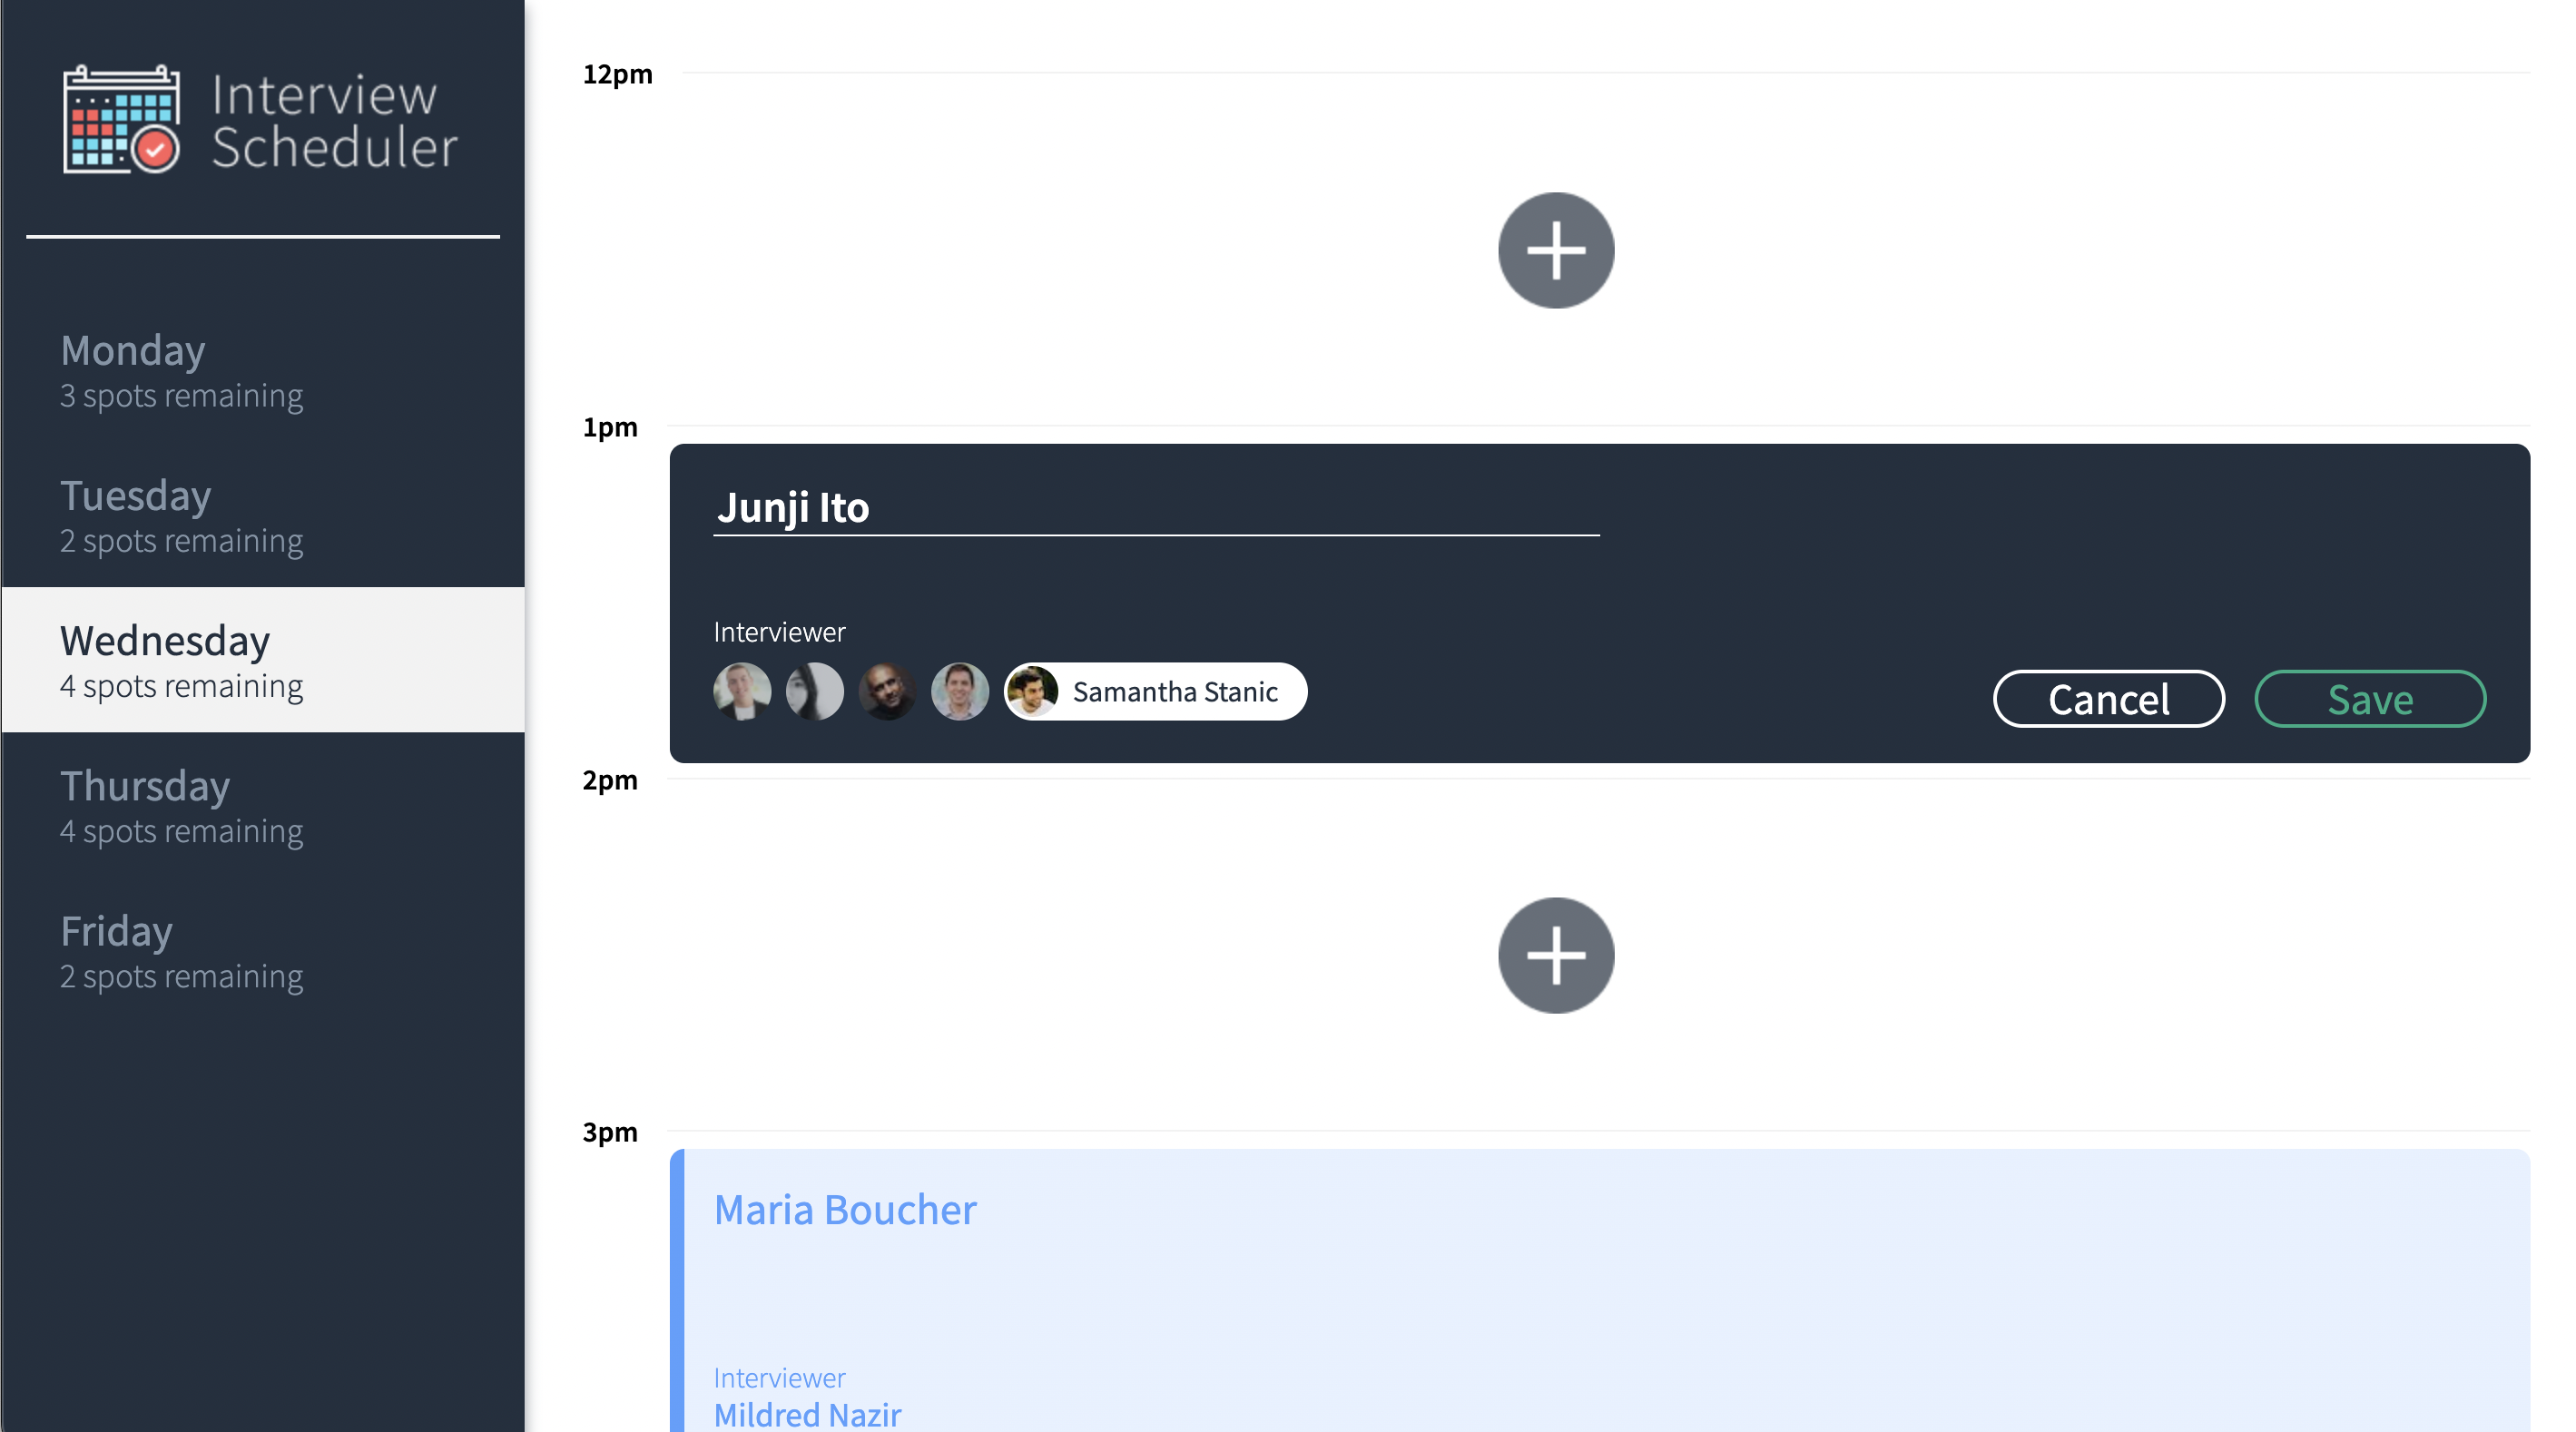 Interview
Scheduler
Monday
3 spots remaining
Tuesday
2 spots remaining
Wednesday
4 spots remaining
Thursday
4 spots remaining
Friday
2 spots remaining
12pm
1pm
Junji Ito
Interviewer
Samantha Stanic
Cancel
Save
2pm
3pm
Maria Boucher
Interviewer
Mildred Nazir